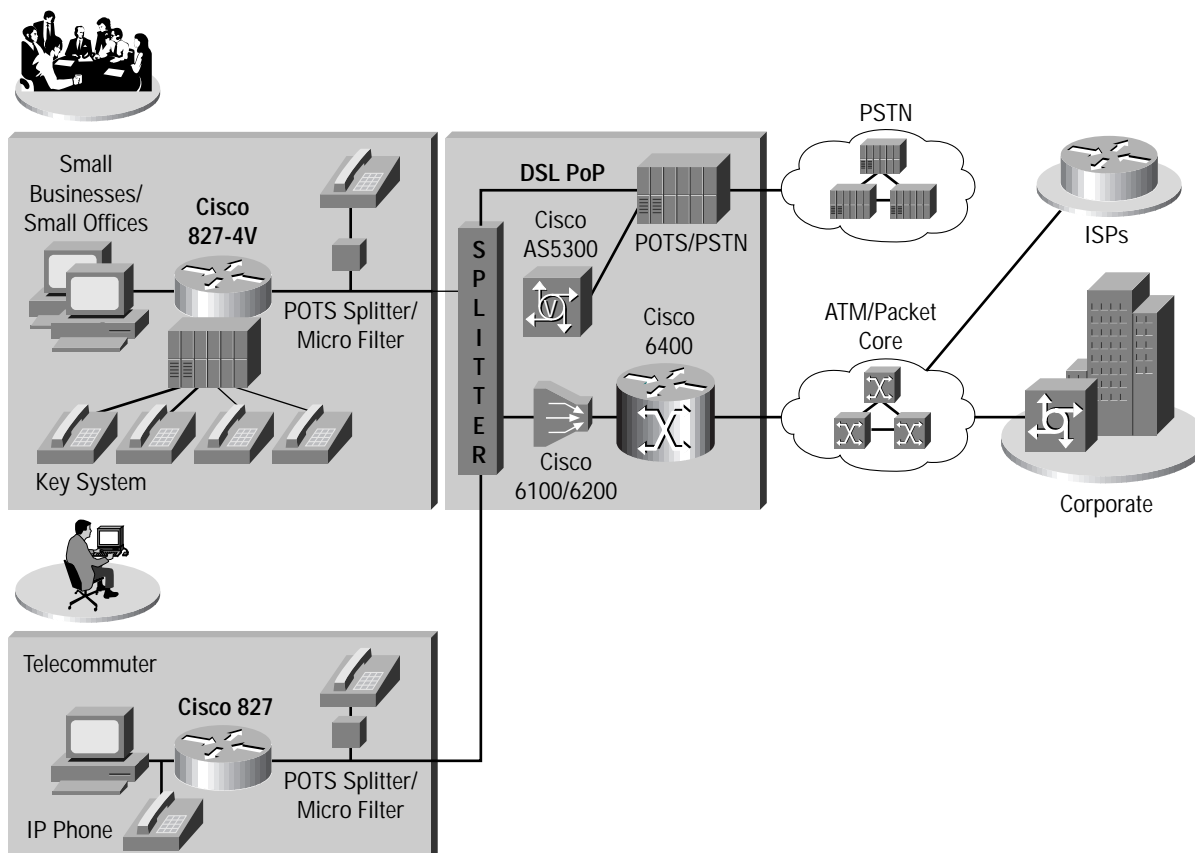 Small
Businesses/
Small Offices
Cisco
827-4V
POTS Splitter/
Micro Filter
Key System
DSL PoP
SPLITTER
Cisco
AS5300
POTS/PSTN
V
Cisco
6400
Cisco
6100/6200
PSTN
ISPs
ATM/Packet
Core
Corporate
Telecommuter
Cisco 827
POTS Splitter/
Micro Filter
IP Phone